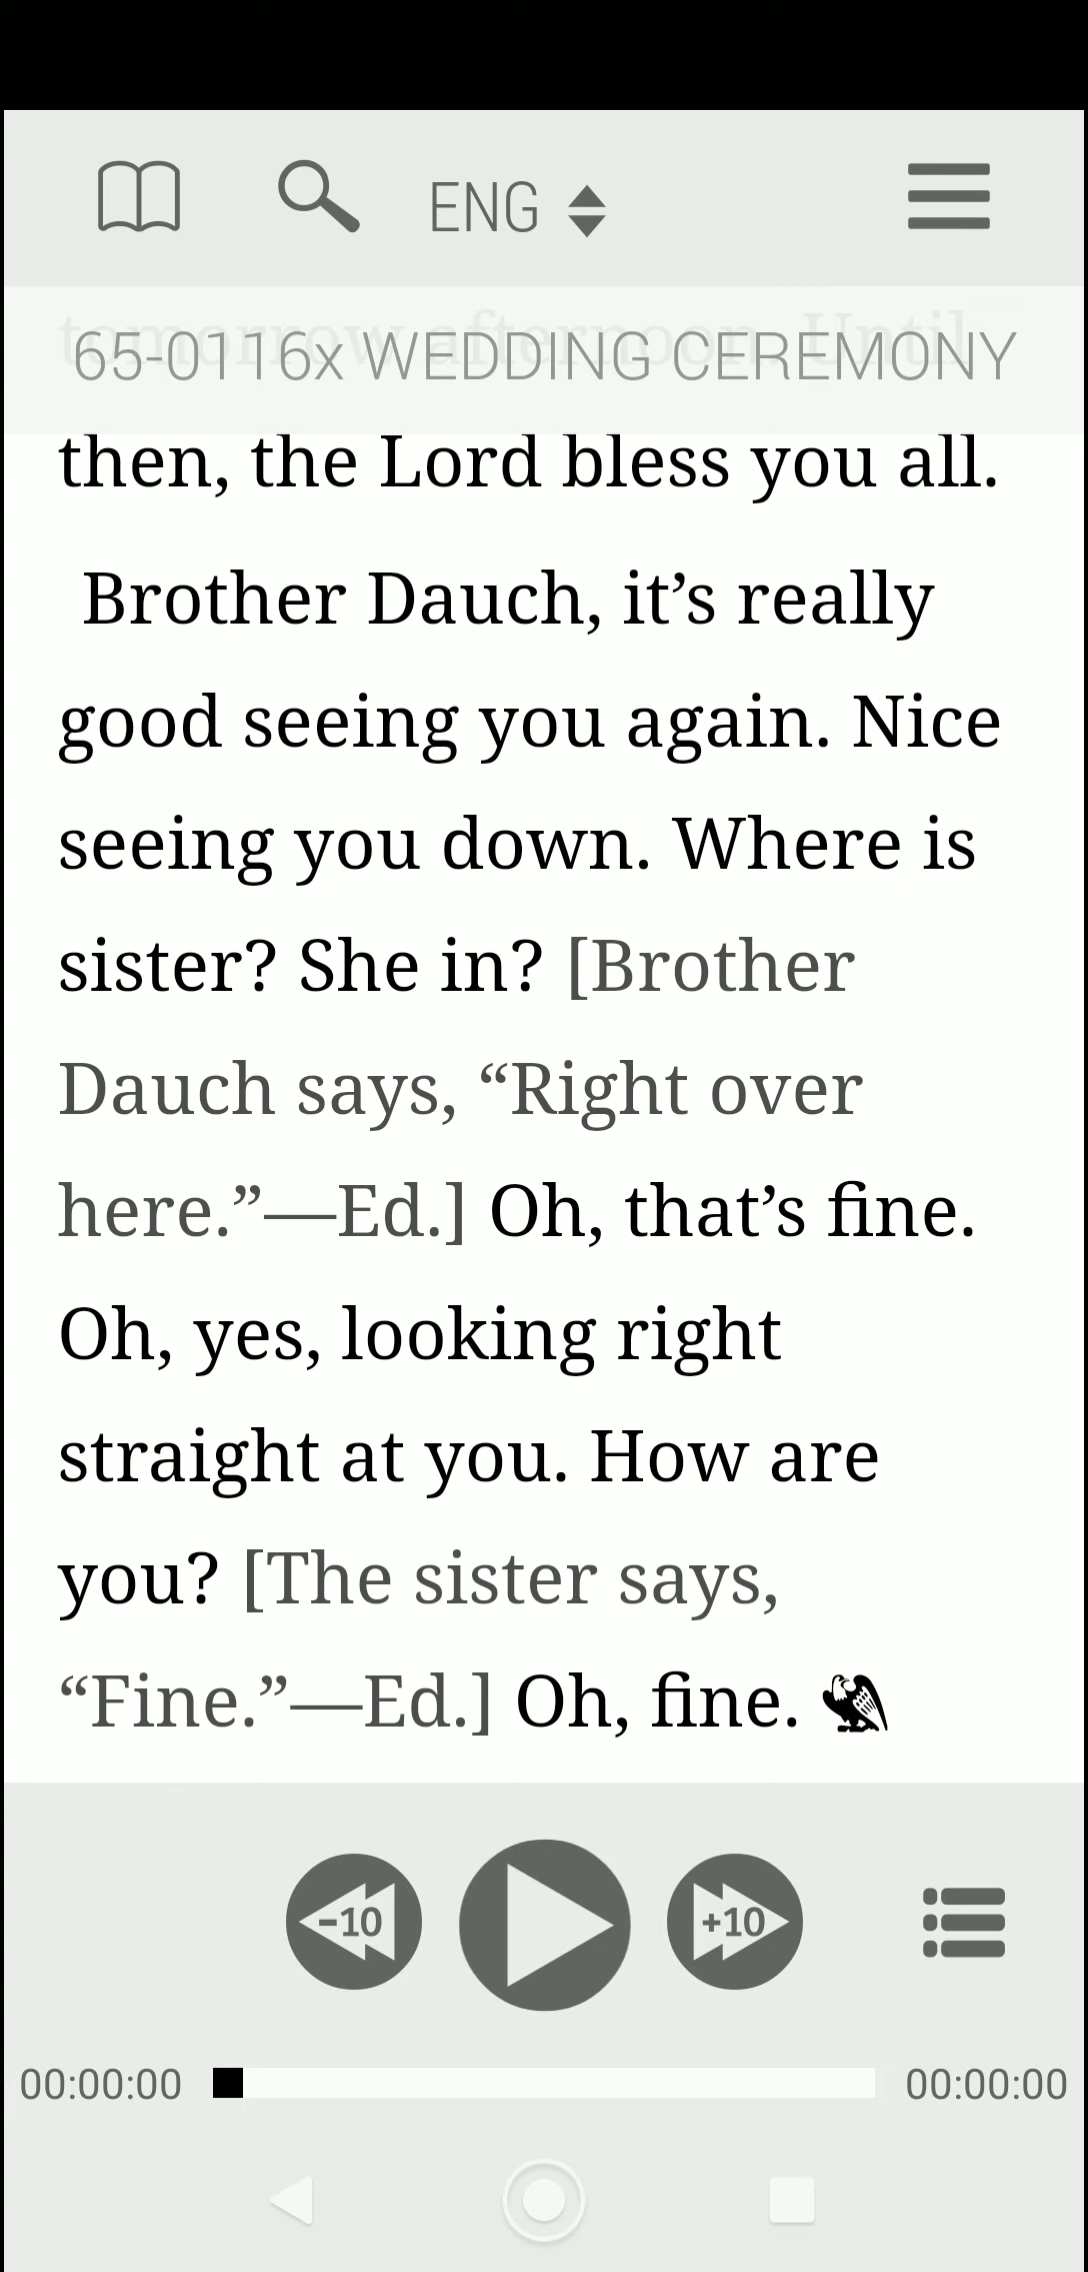 ENG
tomorrow afternoon. Until
65-0116x WEDDING CEREMONY
then, the Lord bless you all.
Brother Dauch, it’s really
good seeing you again. Nice
seeing you down. Where is
sister? She in? [Brother
Dauch says, “Right over
here.”—Ed.] Oh, that’s fine.
Oh, yes, looking right
straight at you. How are
you? [The sister says,
“Fine.”—Ed.] Oh, fine.
-10 +10
00:00:00 00:00:00